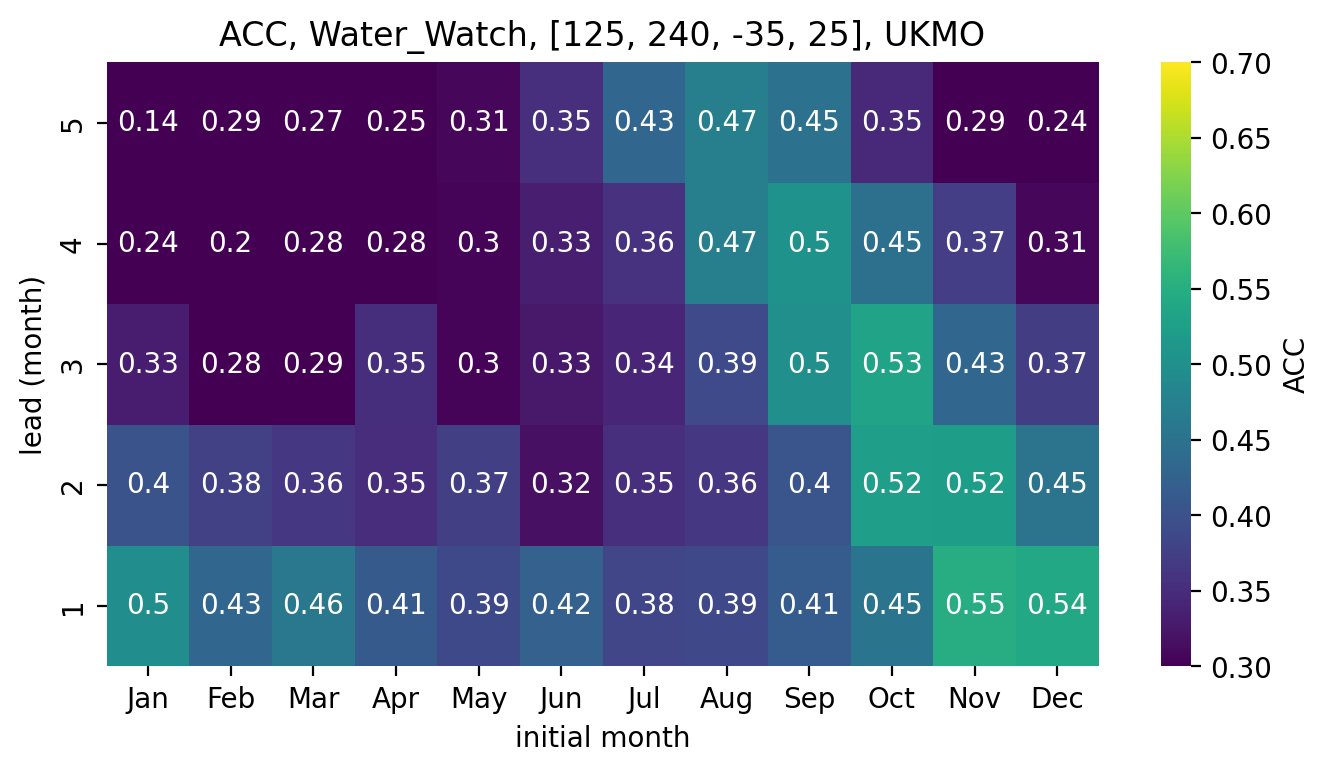 ACC, Water_Watch, [125, 240, -35, 25], UKMO
5 0.14 0.29 0.27 0.25 0.31 0.35 0.43 0.47 0.45 0.35 0.29 0.24
4 0.24 0.2 0.28 0.28 0.3 0.33 0.36 0.47 0.5 0.45 0.37 0.31
3 0.33 0.28 0.29 0.35 0.3 0.33 0.34 0.39 0.5 0.53 0.43 0.37
2 0.4 0.38 0.36 0.35 0.37 0.32 0.35 0.36 0.4 0.52 0.52 0.45
1 0.5 0.43 0.46 0.41 0.39 0.42 0.38 0.39 0.41 0.45 0.55 0.54
Jan Feb Mar Apr May Jun Jul Aug Sep Oct Nov Dec
initial month
lead (month)
0.70
0.65
0.60
0.55
0.50
0.45
0.40
0.35
0.30
ACC